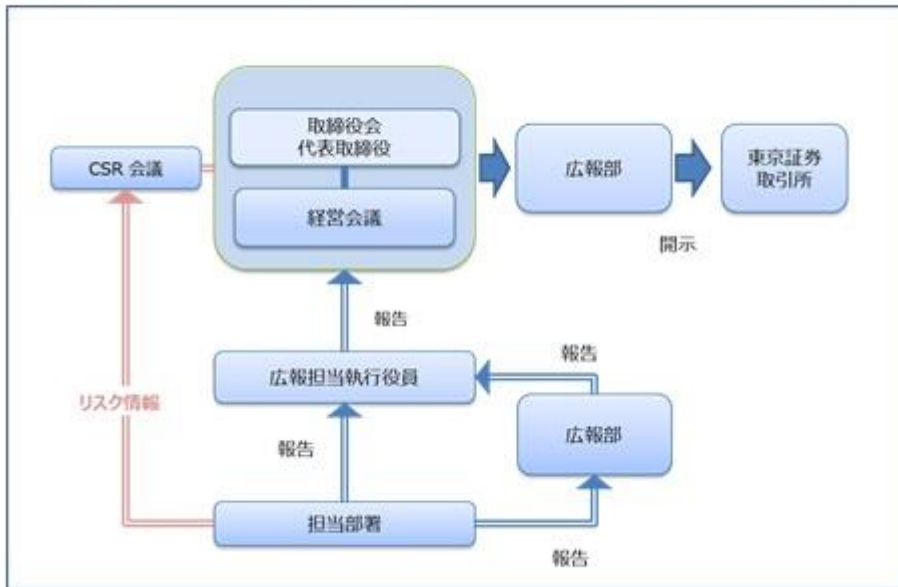 取締役会
代表取締役
CSR 会議
経営会議
広報部
東京証券
取引所
開示
報告
広報担当執行役員
報告
リスク情報
報告
広報部
担当部署
報告